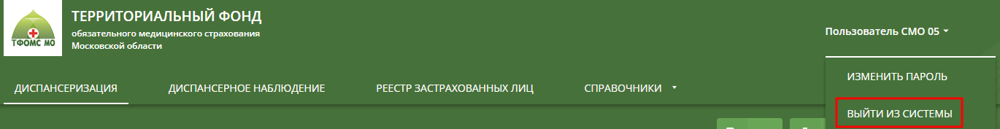 ТФОМС МО
ТЕРРИТОРИАЛЬНЫЙ ФОНД
обязательного медицинского страхования
Московской области
Пользователь СМО 05
ИЗМЕНИТЬ ПАРОЛЬ
ДИСПАНСЕРИЗАЦИЯ
ДИСПАНСЕРНОЕ НАБЛЮДЕНИЕ
РЕЕСТР ЗАСТРАХОВАННЫХ ЛИЦ
СПРАВОЧНИКИ
ВЫЙТИ ИЗ СИСТЕМЫ